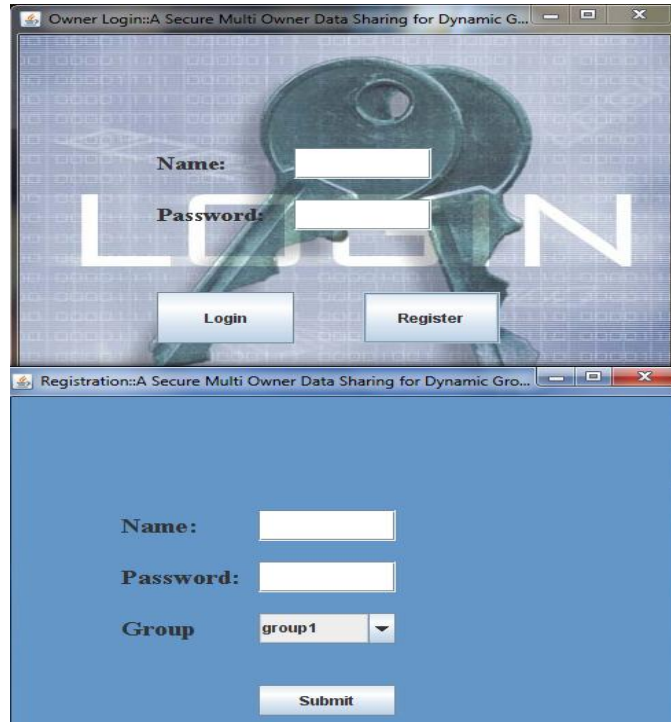 Owner Login::A Secure Multi Owner Data Sharing for Dynamic G...
Name:
LOGIN
Password:
Login Register
Registration::A Secure Multi Owner Data Sharing for Dynamic Gro...
Name:
Password:
Group group1
Submit